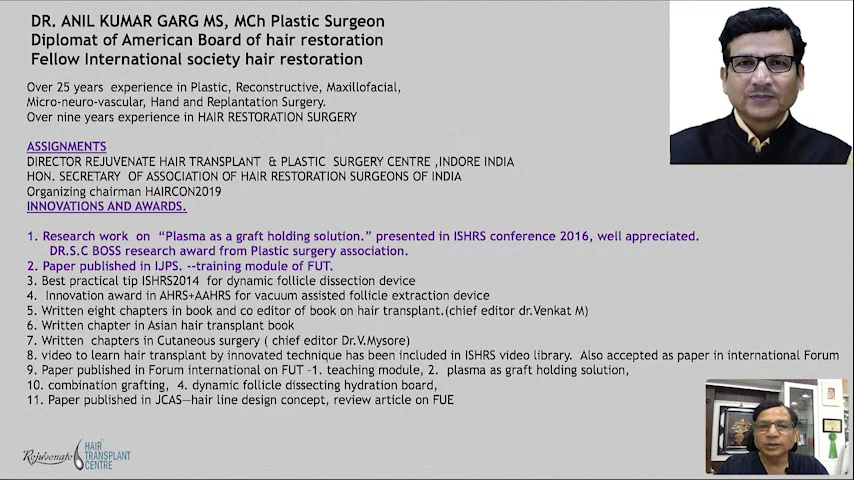 DR. ANIL KUMAR GARG MS, MCh Plastic Surgeon
Diplomat of American Board of hair restoration
Fellow International society hair restoration
Over 25 years experience in Plastic, Reconstructive, Maxillofacial,
Micro-neuro-vascular, Hand and Replantation Surgery.
Over nine years experience in HAIR RESTORATION SURGERY
ASSIGNMENTS
DIRECTOR REJUVENATE HAIR TRANSPLANT & PLASTIC SURGERY CENTRE ,INDORE INDIA
HON. SECRETARY OF ASSOCIATION OF HAIR RESTORATION SURGEONS OF INDIA
Organizing chairman HAIRCON2019
INNOVATIONS AND AWARDS.
1. Research work on “Plasma as a graft holding solution.” presented in ISHRS conference 2016, well appreciated.
DR.S.C BOSS research award from Plastic surgery association.
2. Paper published in IJPS. --training module of FUT.
3. Best practical tip ISHRS2014 for dynamic follicle dissection device
4. Innovation award in AHRS+AAHRS for vacuum assisted follicle extraction device
5. Written eight chapters in book and co editor of book on hair transplant.(chief editor dr.Venkat M)
6. Written chapter in Asian hair transplant book
7. Written chapters in Cutaneous surgery ( chief editor Dr.V.Mysore)
8. video to learn hair transplant by innovated technique has been included in ISHRS video library. Also accepted as paper in international Forum
9. Paper published in Forum international on FUT –1. teaching module, 2. plasma as graft holding solution,
10. combination grafting, 4. dynamic follicle dissecting hydration board,
11. Paper published in JCAS—hair line design concept, review article on FUE
Rejuvenate HAIR
TRANSPLANT
CENTRE